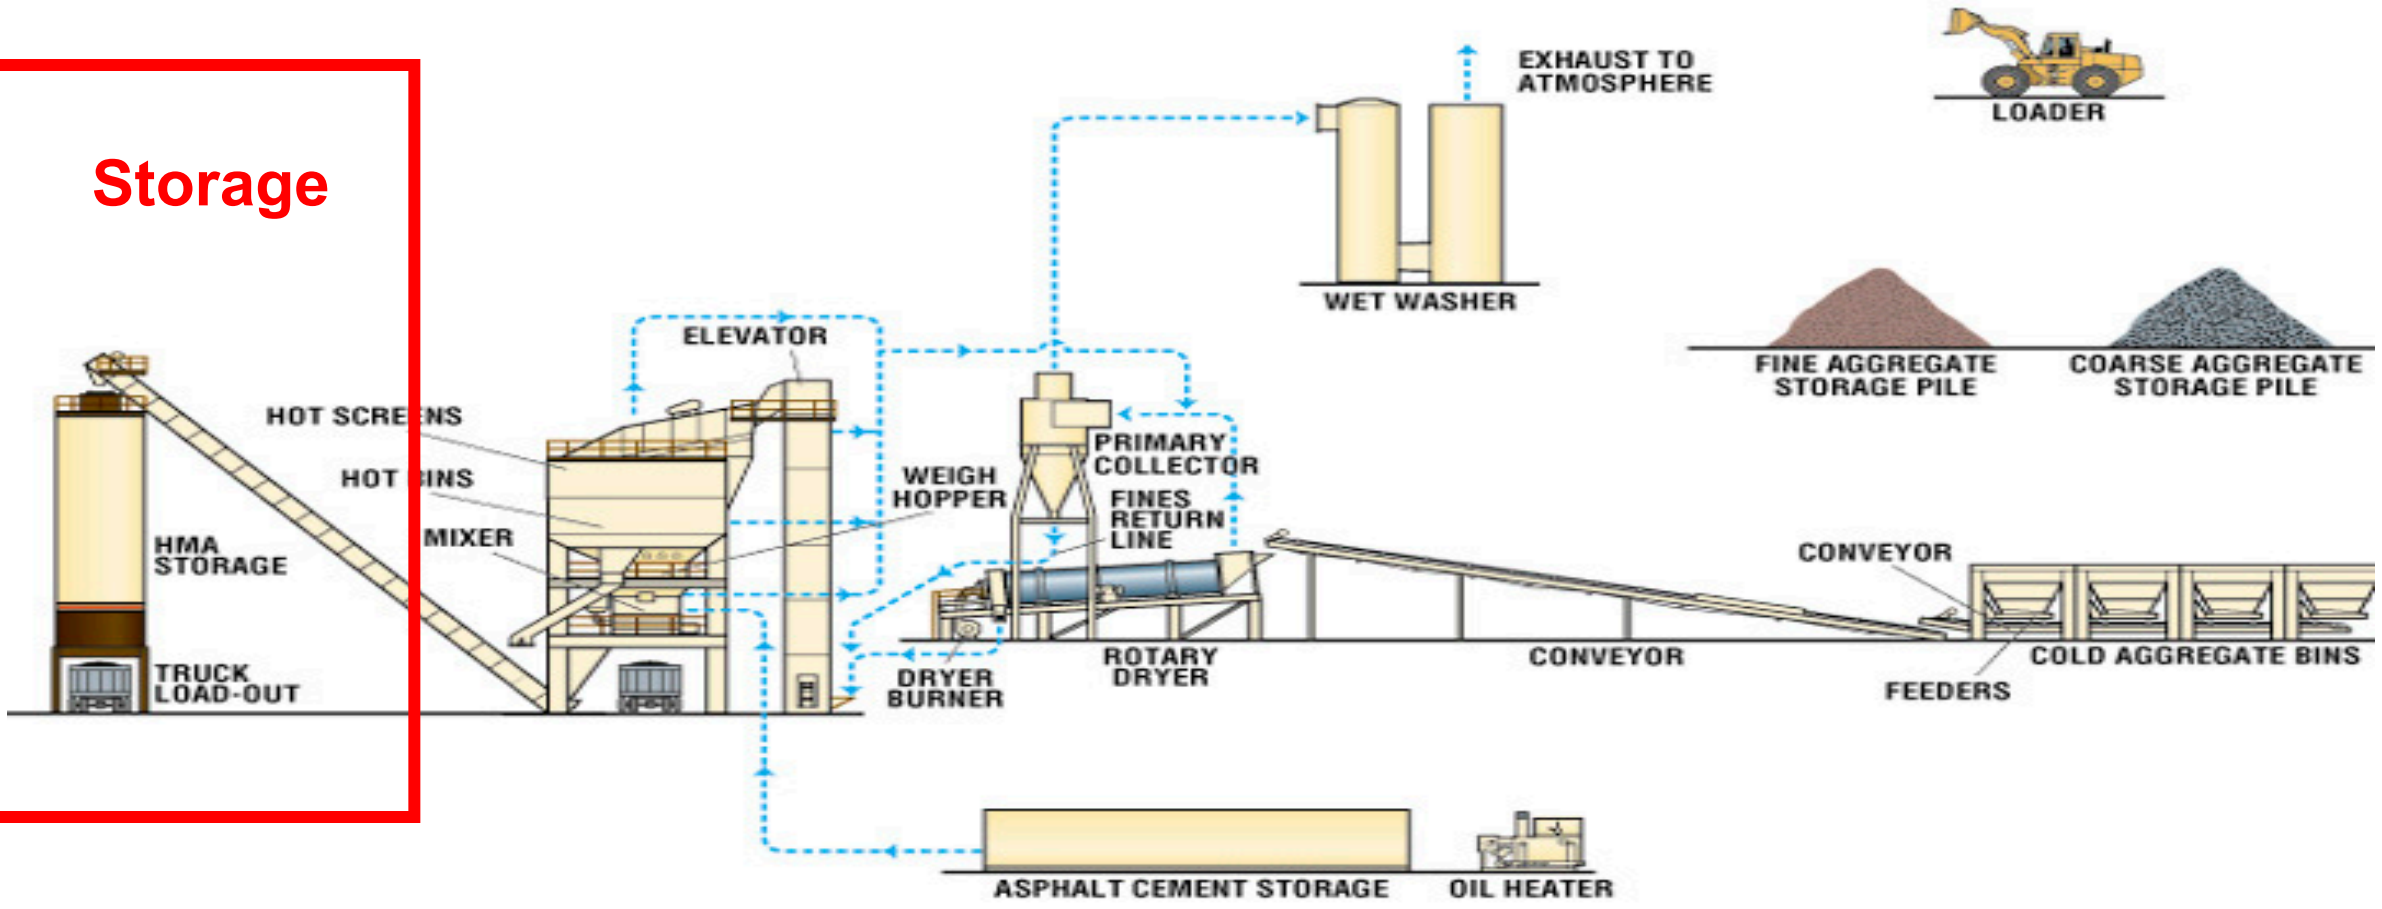 EXHAUST TO
ATMOSPHERE
LOADER
Storage
WET WASHER
ELEVATOR
FINE AGGREGATE
STORAGE PILE
COARSE AGGREGATE
STORAGE PILE
HOT SCREENS
HOT BINS
MIXER
WEIGH
HOPPER
PRIMARY
COLLECTOR
FINES
RETURN
LINE
HMA
STORAGE
TRUCK
LOAD-OUT
DRYER
BURNER
ROTARY
DRYER
CONVEYOR
CONVEYOR
FEEDERS
COLD AGGREGATE BINS
ASPHALT CEMENT STORAGE
OIL HEATER